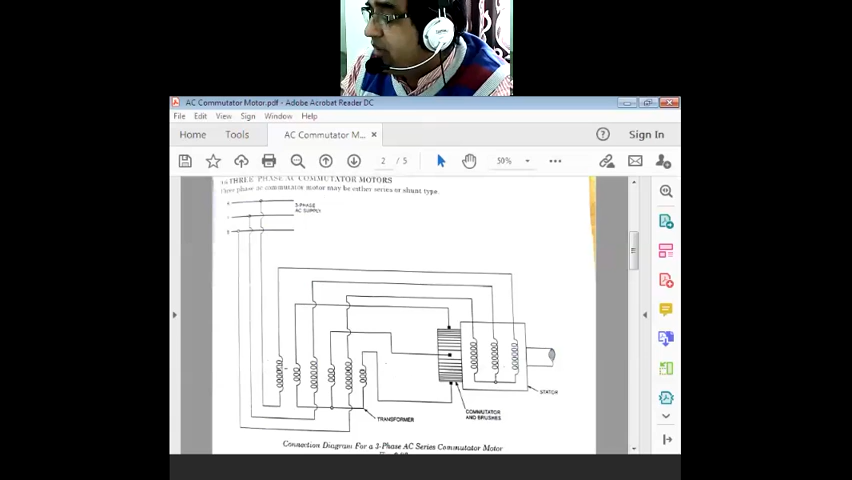 AC Commutator Motor.pdf - Adobe Acrobat Reader DC
File Edit View Sign Window Help
Home Tools AC Commutator M... × Sign In
2 / 5 50%
THREE PHASE AC COMMUTATOR MOTORS
Three phase ac commutator motor may be either series or shunt type.
3-PHASE
AC SUPPLY
STATOR
COMMUTATOR
AND BRUSHES
TRANSFORMER
Connection Diagram For a 3-Phase AC Series Commutator Motor